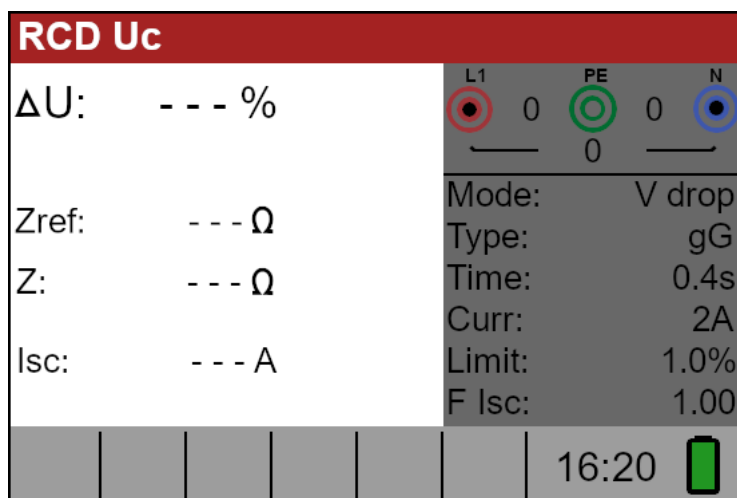 RCD Uc
ΔU: - - - %
Zref: - - - Ω
Z: - - - Ω
Isc: - - - A
L1 PE N
0 0
0
Mode: V drop
Type: gG
Time: 0.4s
Curr: 2A
Limit: 1.0%
F Isc: 1.00
16:20